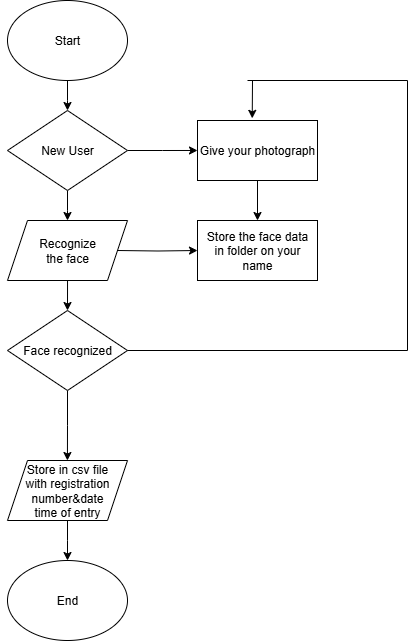 Start
New User
Give your photograph
Recognize
the face
Store the face data
in folder on your
name
Face recognized
Store in csv file
with registration
number&date
time of entry
End